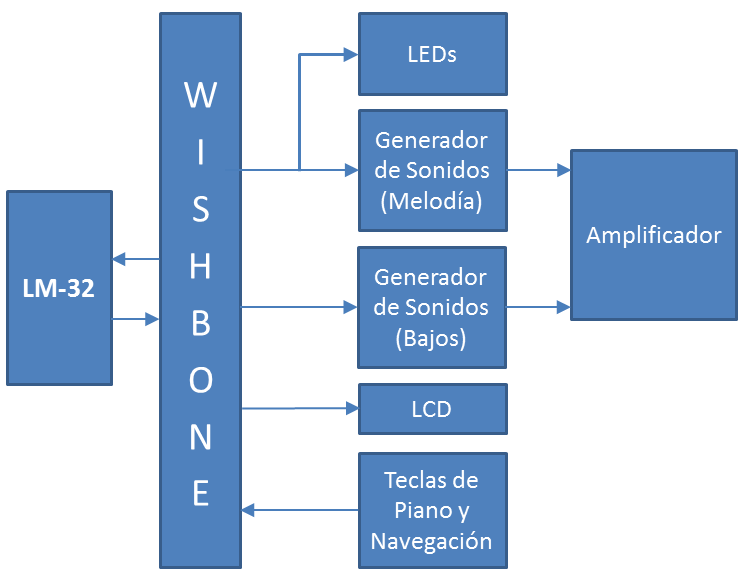 LM-32
W
I
S
H
B
O
N
E
LEDs
Generador
de Sonidos
(Melodía)
Generador
de Sonidos
(Bajos)
LCD
Teclas de
Piano y
Navegación
Amplificador